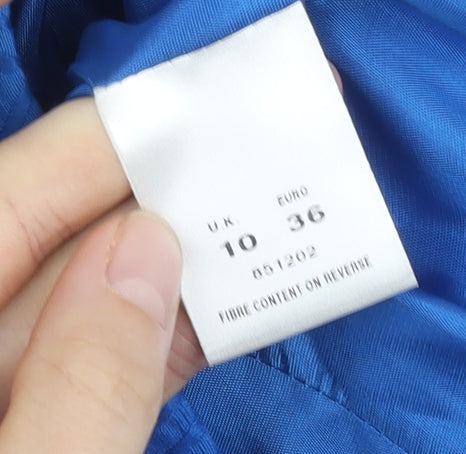 U.K. EURO
10 36
851202
FIBRE CONTENT ON REVERSE